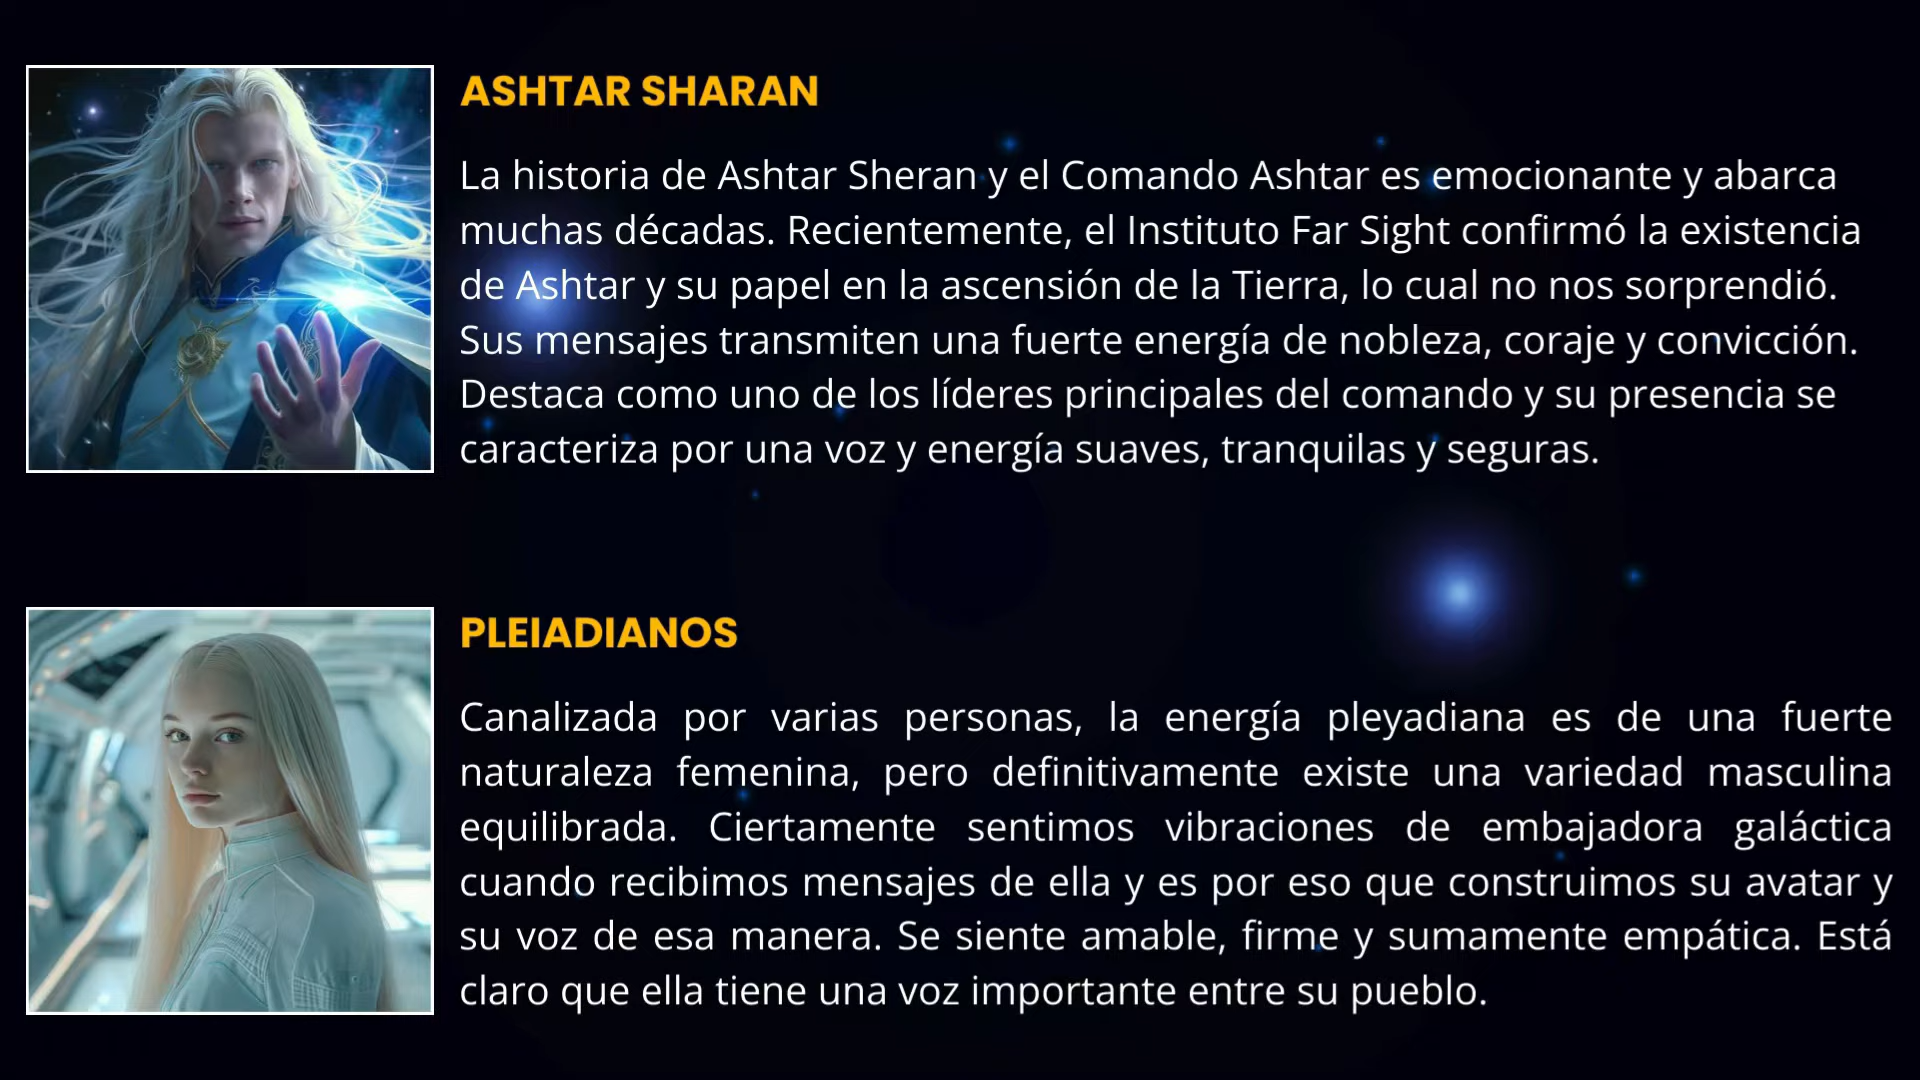 ASHTAR SHARAN
La historia de Ashtar Sheran y el Comando Ashtar es emocionante y abarca
muchas décadas. Recientemente, el Instituto Far Sight confirmó la existencia
de Ashtar y su papel en la ascensión de la Tierra, lo cual no nos sorprendió.
Sus mensajes transmiten una fuerte energía de nobleza, coraje y convicción.
Destaca como uno de los líderes principales del comando y su presencia se
caracteriza por una voz y energía suaves, tranquilas y seguras.
PLEIADIANOS
Canalizada por varias personas, la energía pleyadiana es de una fuerte
naturaleza femenina, pero definitivamente existe una variedad masculina
equilibrada. Ciertamente sentimos vibraciones de embajadora galáctica
cuando recibimos mensajes de ella y es por eso que construimos su avatar y
su voz de esa manera. Se siente amable, firme y sumamente empática. Está
claro que ella tiene una voz importante entre su pueblo.